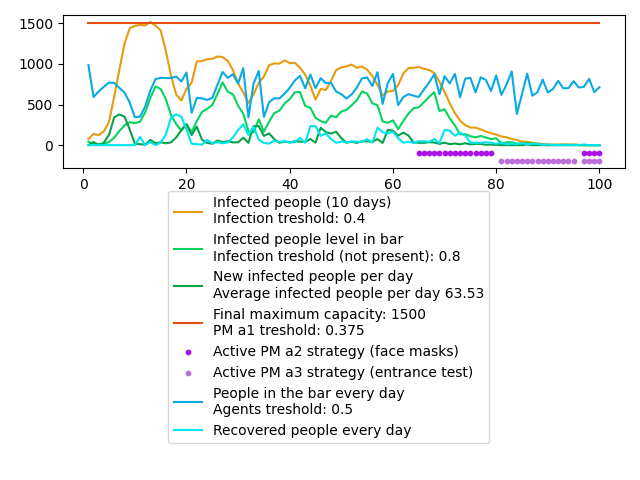 1500
1000
500
0
0 20 40 60 80 100
Infected people (10 days)
Infection treshold: 0.4
Infected people level in bar
Infection treshold (not present): 0.8
New infected people per day
Average infected people per day 63.53
Final maximum capacity: 1500
PM a1 treshold: 0.375
Active PM a2 strategy (face masks)
Active PM a3 strategy (entrance test)
People in the bar every day
Agents treshold: 0.5
Recovered people every day